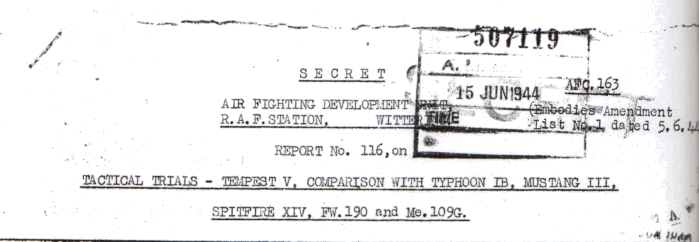 507119
A.
SECRET
AFC.163
15 JUN 1944
AIR FIGHTING DEVELOPMENT UNIT,
(Embodies Amendment
R.A.F. STATION, WITTER
TIME
List No.1 dated 5.6.44
REPORT No. 116, on
TACTICAL TRIALS - TEMPEST V, COMPARISON WITH TYPHOON IB, MUSTANG III,
SPITFIRE XIV, FW.190 and Me.109G.